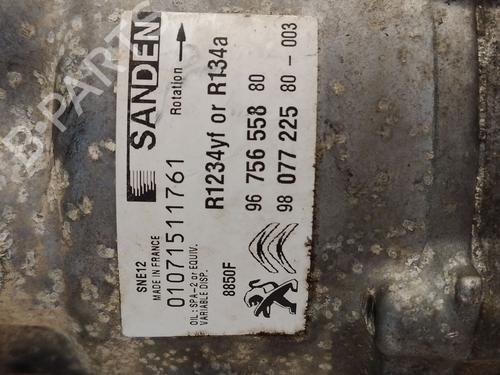 SANDEN
Rotation
SNE12
MADE IN FRANCE
01071511761
OIL : SPA-2 or EQUIV.
VARIABLE DISP.
R1234yf or R134a
96 756 558 80
98 077 225 80 - 003
8850F
B-PARTS